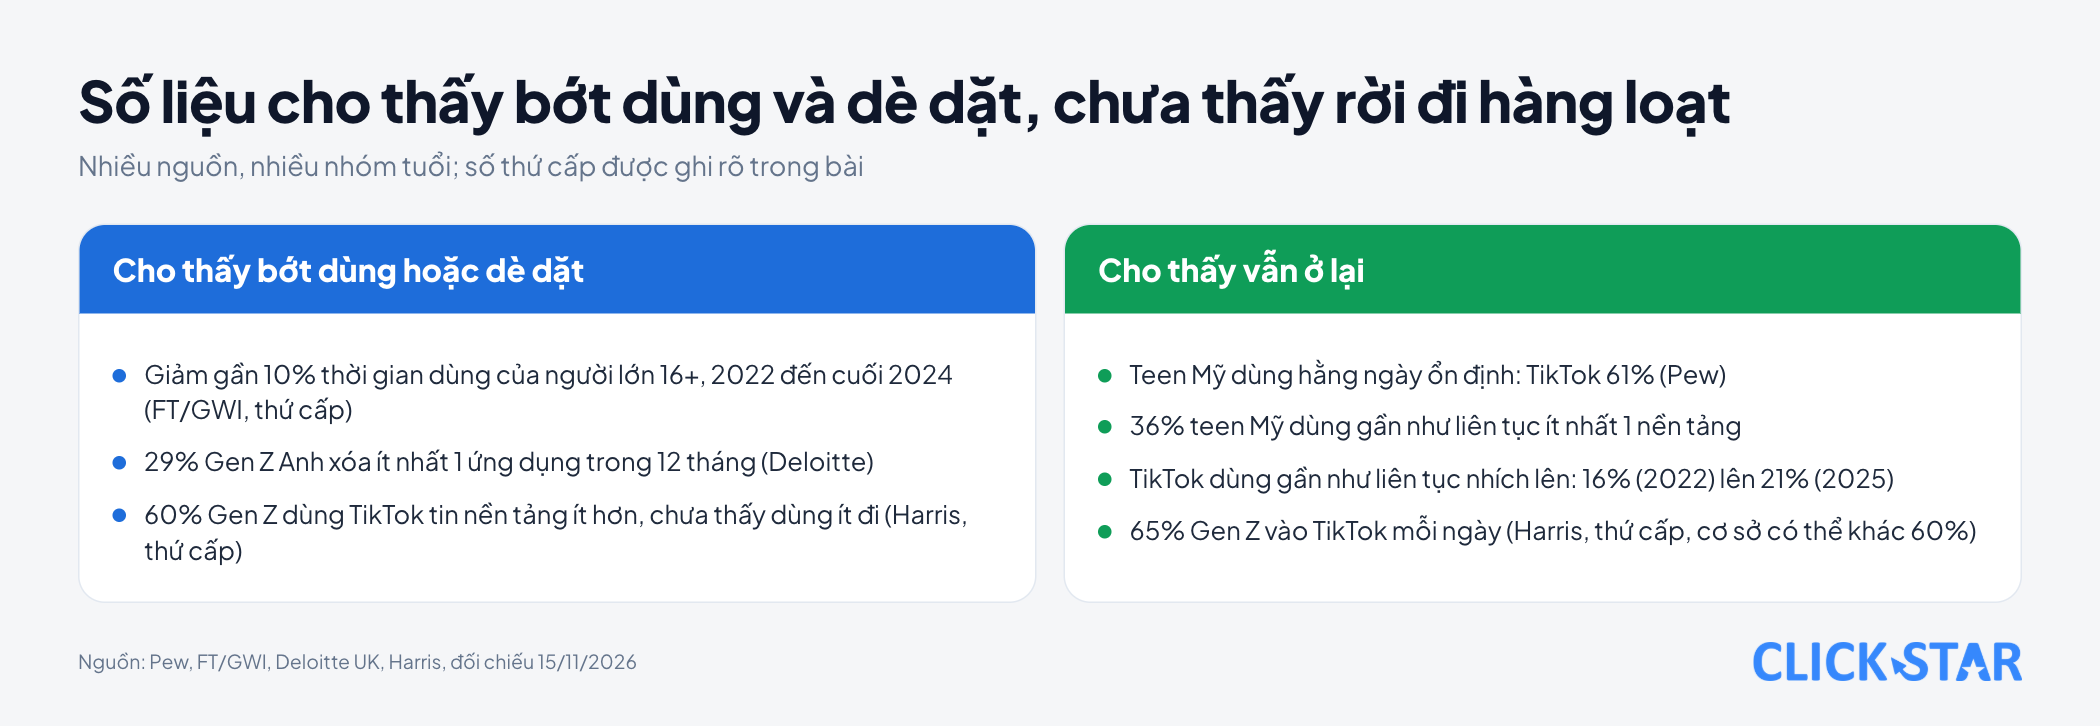 Số liệu cho thấy bớt dùng và dè dặt, chưa thấy rời đi hàng loạt
Nhiều nguồn, nhiều nhóm tuổi; số thứ cấp được ghi rõ trong bài
Cho thấy bớt dùng hoặc dè dặt
Giảm gần 10% thời gian dùng của người lớn 16+, 2022 đến cuối 2024
(FT/GWI, thứ cấp)
29% Gen Z Anh xóa ít nhất 1 ứng dụng trong 12 tháng (Deloitte)
60% Gen Z dùng TikTok tin nền tảng ít hơn, chưa thấy dùng ít đi (Harris,
thứ cấp)
Cho thấy vẫn ở lại
Teen Mỹ dùng hằng ngày ổn định: TikTok 61% (Pew)
36% teen Mỹ dùng gần như liên tục ít nhất 1 nền tảng
TikTok dùng gần như liên tục nhích lên: 16% (2022) lên 21% (2025)
65% Gen Z vào TikTok mỗi ngày (Harris, thứ cấp, cơ sở có thể khác 60%)
Nguồn: Pew, FT/GWI, Deloitte UK, Harris, đối chiếu 15/11/2026
CLICK STAR